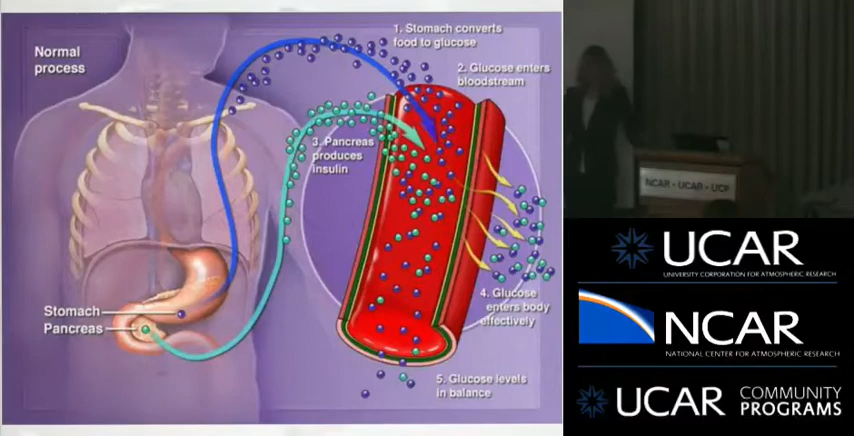 Normal
process
1. Stomach converts
food to glucose
2. Glucose enters
bloodstream
3. Pancreas
produces
insulin
Stomach
Pancreas
4. Glucose
enters body
effectively
5. Glucose levels
in balance
NCAR • UCAR • UCP
UCAR
UNIVERSITY CORPORATION FOR ATMOSPHERIC RESEARCH
NCAR
NATIONAL CENTER FOR ATMOSPHERIC RESEARCH
UCAR COMMUNITY
PROGRAMS